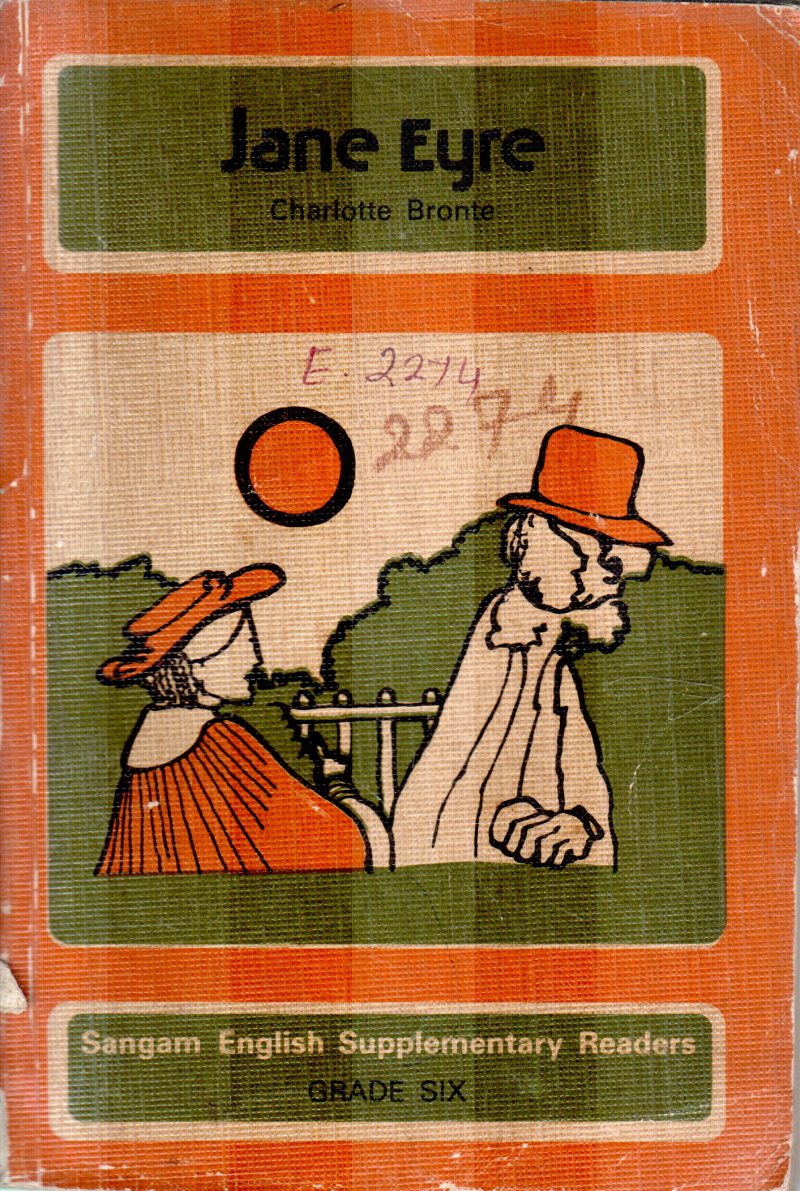 Jane Eyre
Charlotte Bronte
E. 2274
2274
Sangam English Supplementary Readers
GRADE SIX